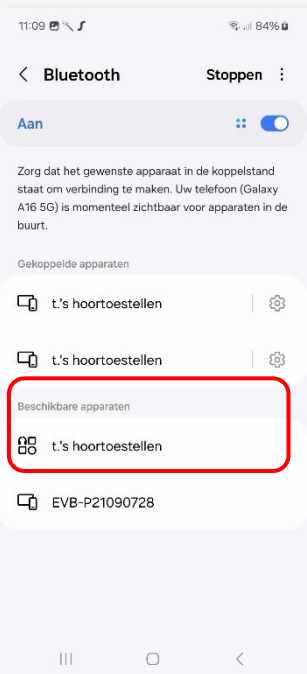 11:09 84%
Bluetooth Stoppen
Aan
Zorg dat het gewenste apparaat in de koppelstand
staat om verbinding te maken. Uw telefoon (Galaxy
A16 5G) is momenteel zichtbaar voor apparaten in de
buurt.
Gekoppelde apparaten
t.'s hoortoestellen
t.'s hoortoestellen
Beschikbare apparaten
t.'s hoortoestellen
EVB-P21090728